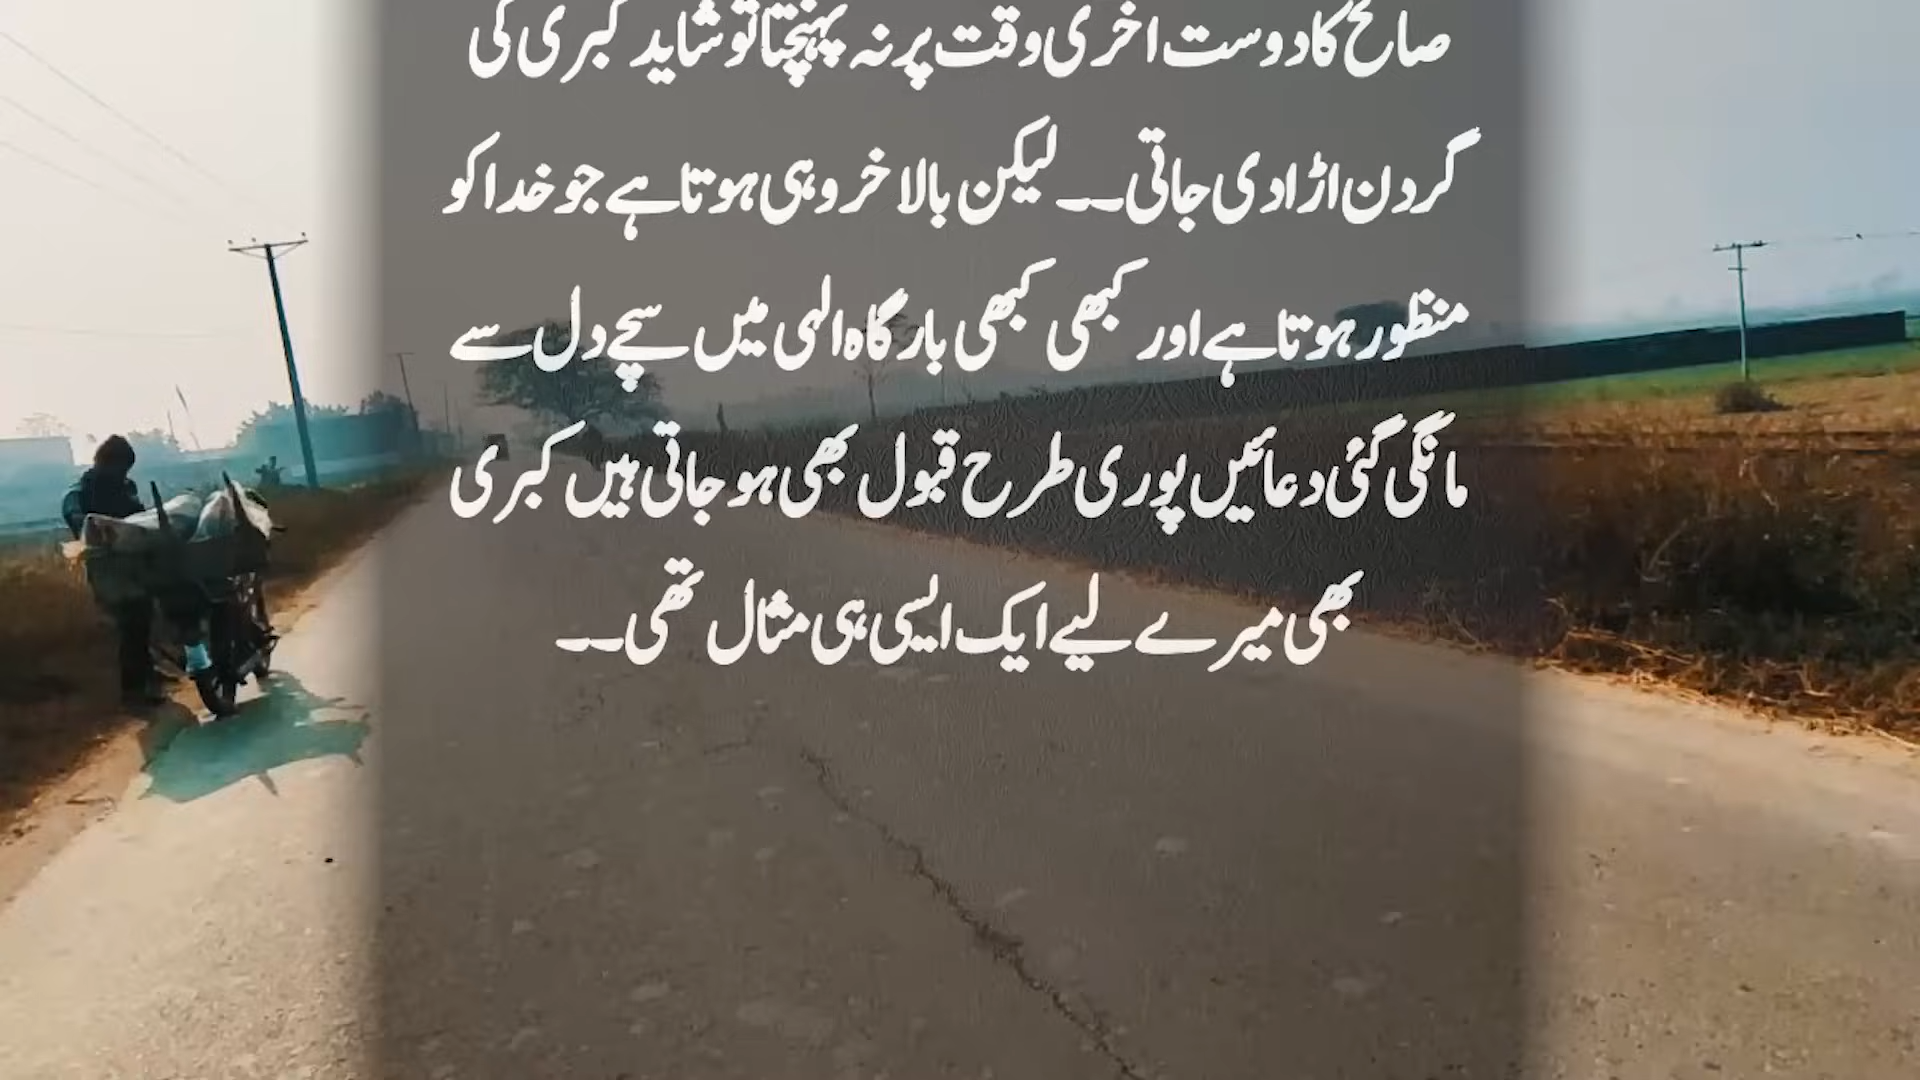 صالح کا دوست اخری وقت پر نہ پہنچتا تو شاید کبری کی
گردن اڑا دی جاتی۔۔ لیکن بالاخر وہی ہوتا ہے جو خدا کو
منظور ہوتا ہے اور کبھی کبھی بارگاہ الہی میں سچے دل سے
مانگی گئی دعائیں پوری طرح قبول بھی ہو جاتی ہیں کبری
بھی میرے لیے ایک ایسی ہی مثال تھی۔۔